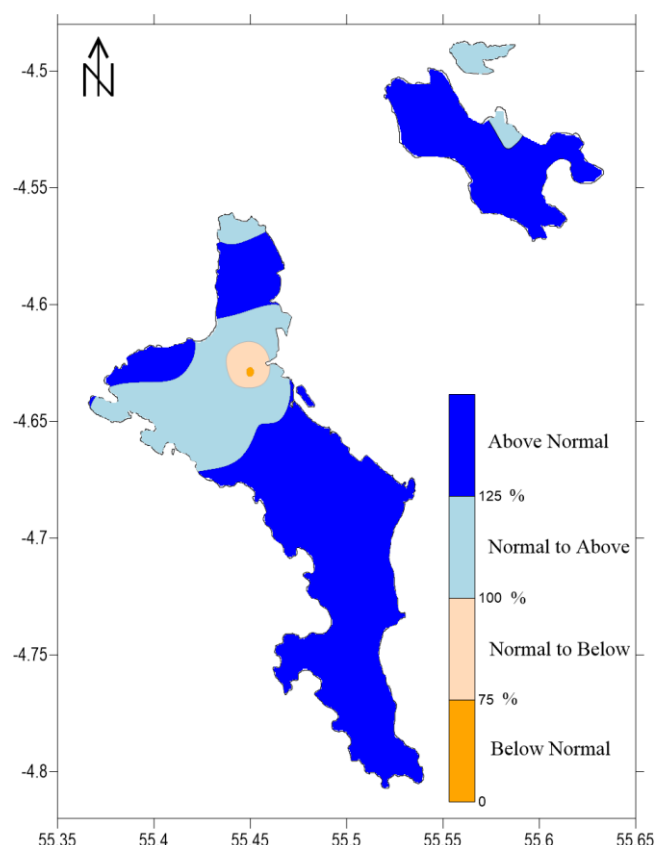 N
-4.5
-4.55
-4.6
-4.65
-4.7
-4.75
-4.8
Above Normal
125 %
Normal to Above
100 %
Normal to Below
75 %
Below Normal
0
55.35 55.4 55.45 55.5 55.55 55.6 55.65